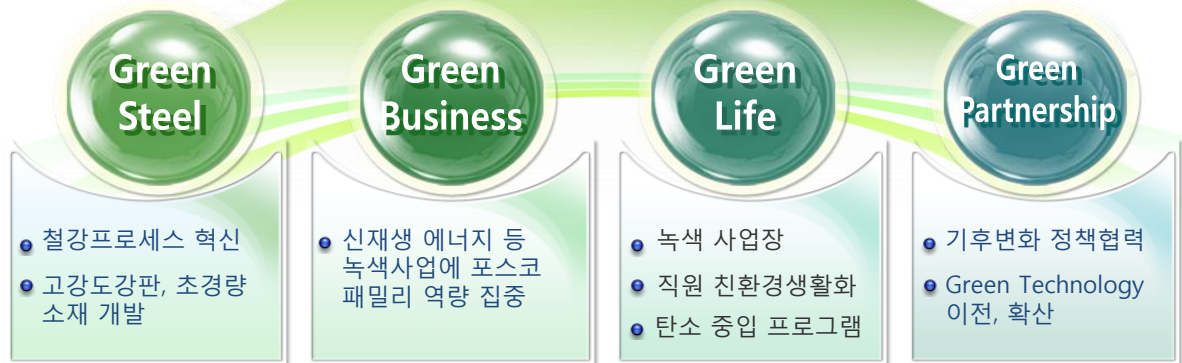 Green
Steel
철강프로세스 혁신
고강도강판, 초경량
소재 개발
Green
Business
신재생 에너지 등
녹색사업에 포스코
패밀리 역량 집중
Green
Life
녹색 사업장
직원 친환경생활화
탄소 중입 프로그램
Green
Partnership
기후변화 정책협력
Green Technology
이전, 확산